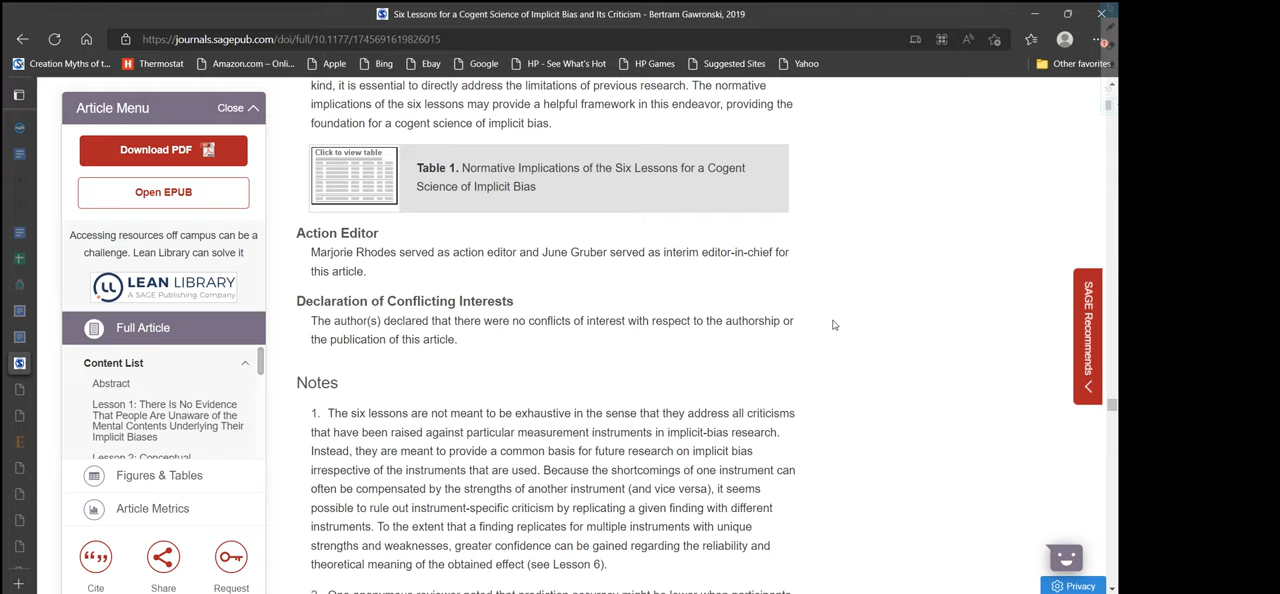 Six Lessons for a Cogent Science of Implicit Bias and Its Criticism - Bertram Gawronski, 2019
https://journals.sagepub.com/doi/full/10.1177/1745691619826015
Creation Myths of t...
Thermostat
Amazon.com – Onli...
Apple
Bing
Ebay
Google
HP - See What's Hot
HP Games
Suggested Sites
Yahoo
Other favorites
Article Menu
Close
Download PDF
Open EPUB
Accessing resources off campus can be a
challenge. Lean Library can solve it
LEAN LIBRARY
A SAGE Publishing Company
Full Article
Content List
Abstract
Lesson 1: There Is No Evidence
That People Are Unaware of the
Mental Contents Underlying Their
Implicit Biases
Lesson 2: Conceptual
Figures & Tables
Article Metrics
Cite
Share
Request
kind, it is essential to directly address the limitations of previous research. The normative
implications of the six lessons may provide a helpful framework in this endeavor, providing the
foundation for a cogent science of implicit bias.
Click to view table
Table 1. Normative Implications of the Six Lessons for a Cogent
Science of Implicit Bias
Action Editor
Marjorie Rhodes served as action editor and June Gruber served as interim editor-in-chief for
this article.
Declaration of Conflicting Interests
The author(s) declared that there were no conflicts of interest with respect to the authorship or
the publication of this article.
Notes
1. The six lessons are not meant to be exhaustive in the sense that they address all criticisms
that have been raised against particular measurement instruments in implicit-bias research.
Instead, they are meant to provide a common basis for future research on implicit bias
irrespective of the instruments that are used. Because the shortcomings of one instrument can
often be compensated by the strengths of another instrument (and vice versa), it seems
possible to rule out instrument-specific criticism by replicating a given finding with different
instruments. To the extent that a finding replicates for multiple instruments with unique
strengths and weaknesses, greater confidence can be gained regarding the reliability and
theoretical meaning of the obtained effect (see Lesson 6).
2. One anonymous reviewer noted that prediction accuracy might be lower when participants
SAGE Recommends
Privacy